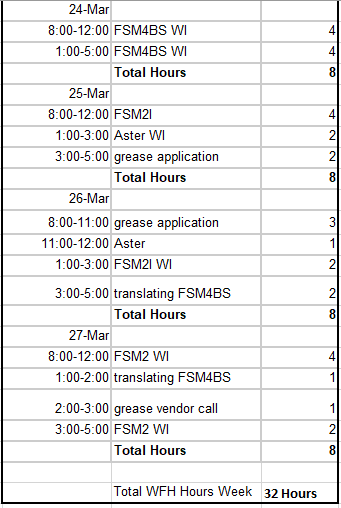 24-Mar
8:00-12:00 FSM4BS WI 4
1:00-5:00 FSM4BS WI 4
Total Hours 8
25-Mar
8:00-12:00 FSM2I 4
1:00-3:00 Aster WI 2
3:00-5:00 grease application 2
Total Hours 8
26-Mar
8:00-11:00 grease application 3
11:00-12:00 Aster 1
1:00-3:00 FSM2I WI 2
3:00-5:00 translating FSM4BS 2
Total Hours 8
27-Mar
8:00-12:00 FSM2 WI 4
1:00-2:00 translating FSM4BS 1
2:00-3:00 grease vendor call 1
3:00-5:00 FSM2 WI 2
Total Hours 8
Total WFH Hours Week 32 Hours